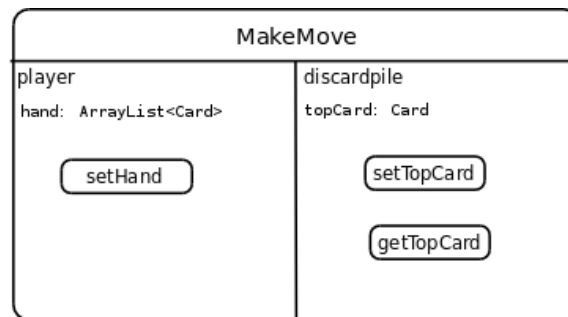 MakeMove
player
hand: ArrayList<Card>
setHand
discardpile
topCard: Card
setTopCard
getTopCard